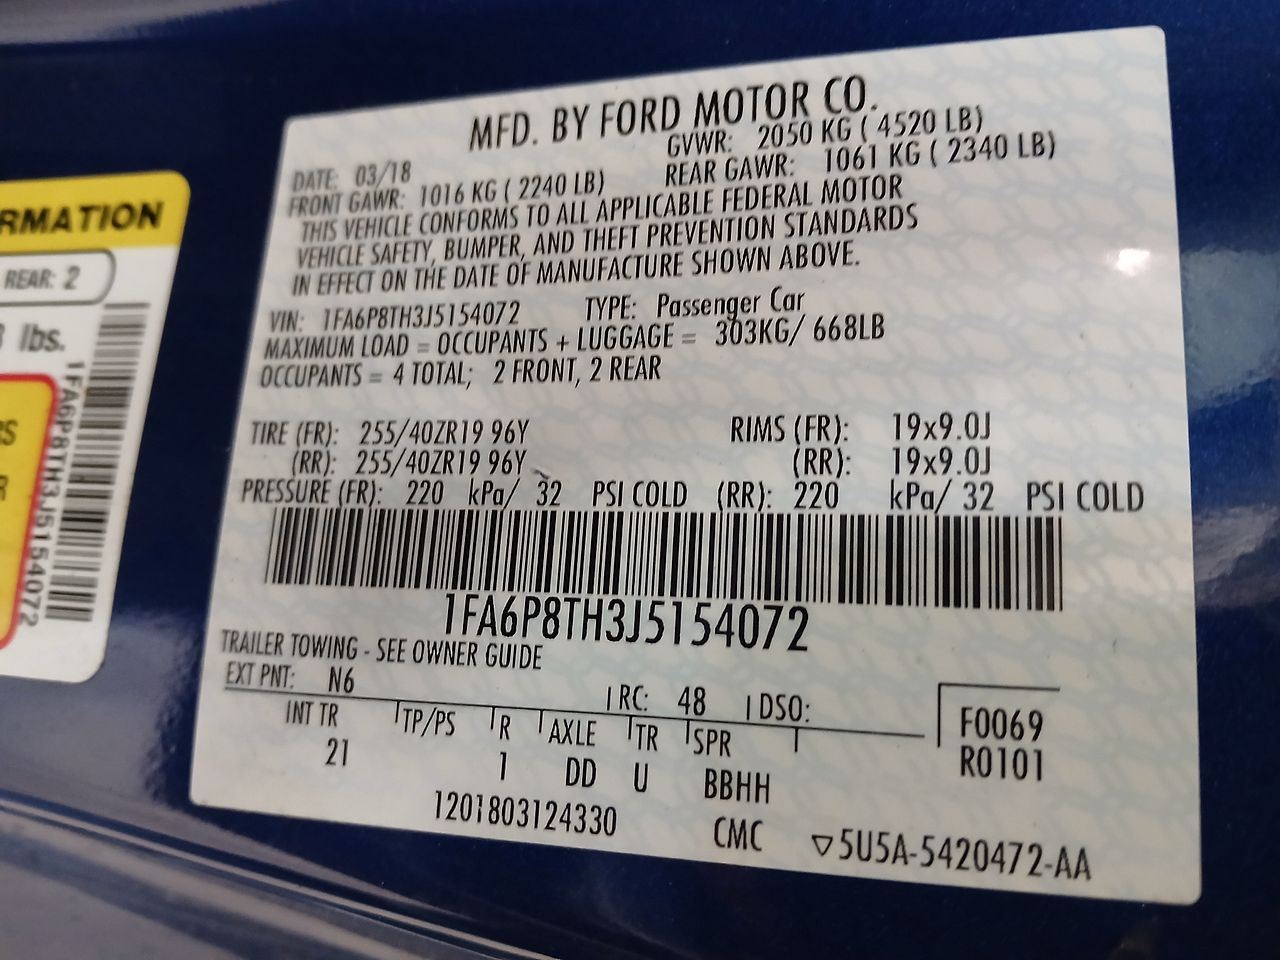 MFD. BY FORD MOTOR CO.
DATE: 03/18 GVWR: 2050 KG ( 4520 LB)
FRONT GAWR: 1016 KG ( 2240 LB) REAR GAWR: 1061 KG ( 2340 LB)
THIS VEHICLE CONFORMS TO ALL APPLICABLE FEDERAL MOTOR
VEHICLE SAFETY, BUMPER, AND THEFT PREVENTION STANDARDS
IN EFFECT ON THE DATE OF MANUFACTURE SHOWN ABOVE.
VIN: 1FA6P8TH3J5154072 TYPE: Passenger Car
MAXIMUM LOAD = OCCUPANTS + LUGGAGE = 303KG/ 668LB
OCCUPANTS = 4 TOTAL; 2 FRONT, 2 REAR
TIRE (FR): 255/40ZR19 96Y RIMS (FR): 19x9.0J
(RR): 255/40ZR19 96Y (RR): 19x9.0J
PRESSURE (FR): 220 kPa/ 32 PSI COLD (RR): 220 kPa/ 32 PSI COLD
1FA6P8TH3J5154072
TRAILER TOWING - SEE OWNER GUIDE
EXT PNT: N6 RC: 48 DSO:
INT TR TP/PS R AXLE TR SPR F0069
21 1 DD U BBHH R0101
1201803124330 CMC ▽5U5A-5420472-AA
RMATION
REAR: 2
lbs.
1FA6P8TH3J5154072